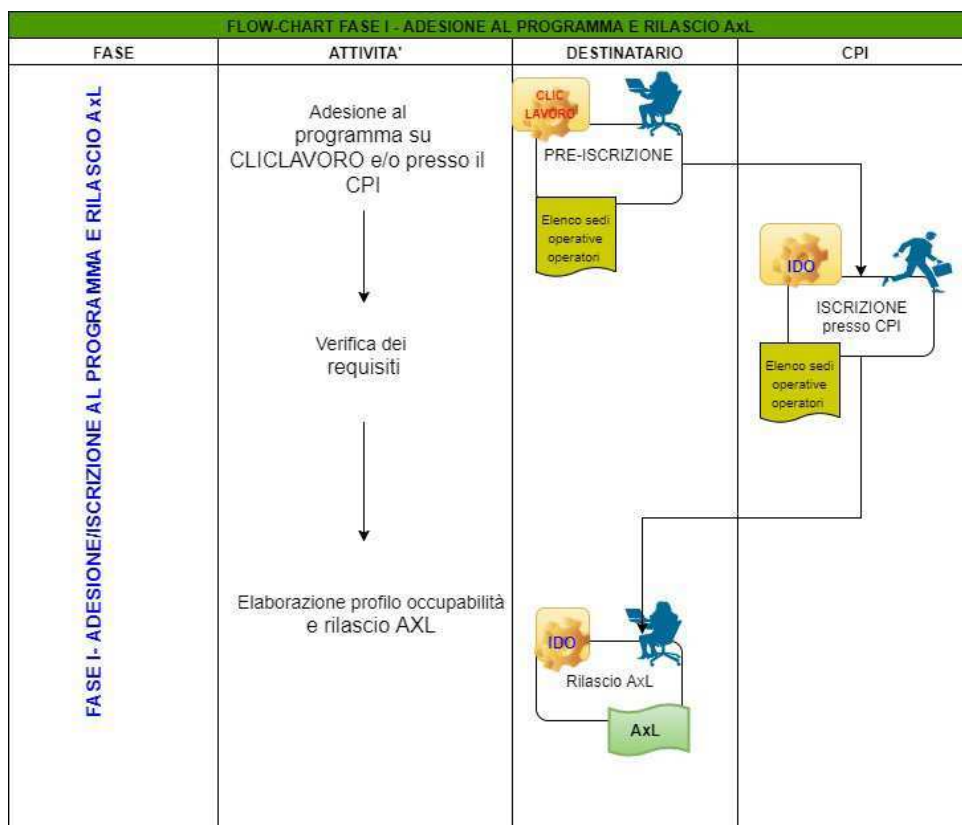 FLOW-CHART FASE I - ADESIONE AL PROGRAMMA E RILASCIO AxL
FASE
ATTIVITA'
DESTINATARIO
CPI
FASE I- ADESIONE/ISCRIZIONE AL PROGRAMMA E RILASCIO AxL
Adesione al
programma su
CLICLAVORO e/o presso il
CPI
CLIC
LAVORO
PRE-ISCRIZIONE
Elenco sedi
operative
operatori
IDO
ISCRIZIONE
presso CPI
Elenco sedi
operative
operatori
Verifica dei
requisiti
Elaborazione profilo occupabilità
e rilascio AXL
IDO
Rilascio AxL
AxL